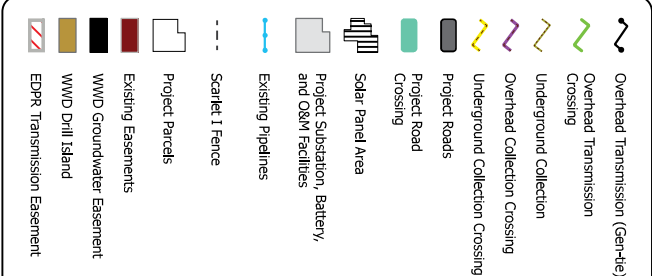 Overhead Transmission (Gen-tie)
Overhead Transmission
Crossing
Underground Collection
Overhead Collection Crossing
Underground Collection Crossing
Project Roads
Project Road
Crossing
Solar Panel Area
Project Substation, Battery,
and O&M Facilities
Existing Pipelines
Scarlet I Fence
Project Parcels
Existing Easements
WWD Groundwater Easement
WWD Drill Island
EDPR Transmission Easement